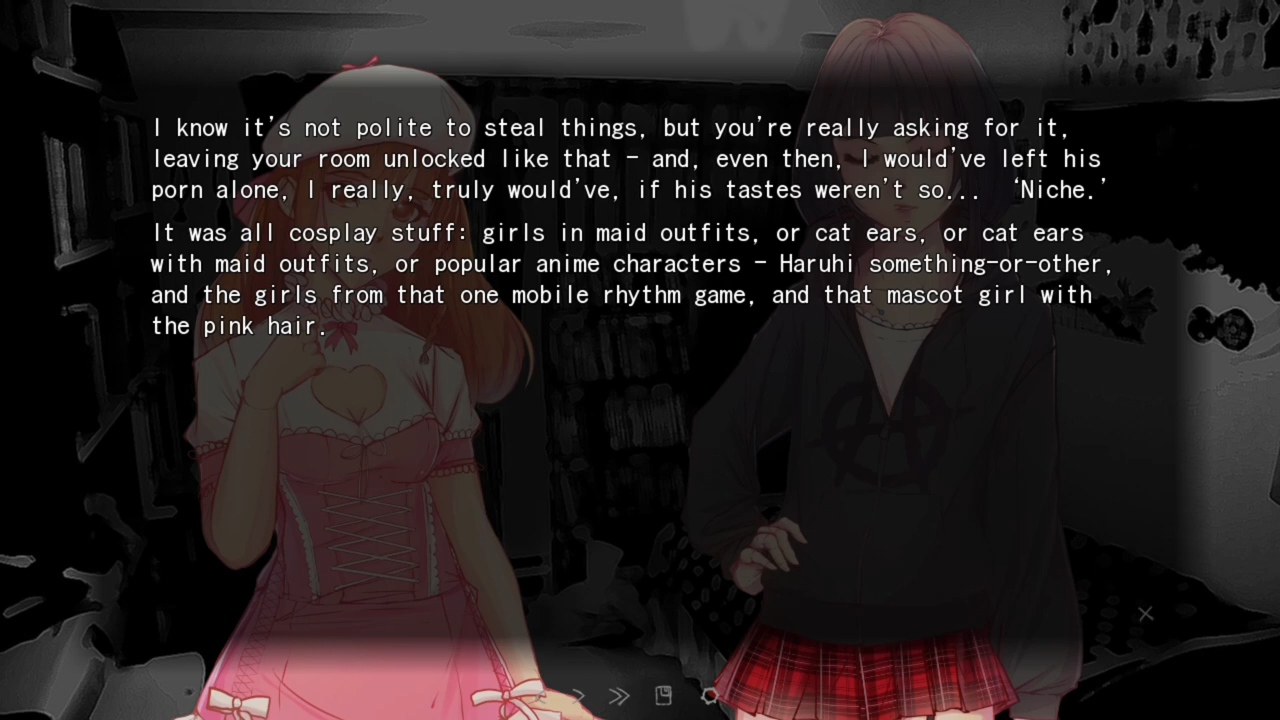 I know it's not polite to steal things, but you're really asking for it,
leaving your room unlocked like that – and, even then, I would've left his
porn alone, I really, truly would've, if his tastes weren't so... ‘Niche.’
It was all cosplay stuff: girls in maid outfits, or cat ears, or cat ears
with maid outfits, or popular anime characters – Haruhi something-or-other,
and the girls from that one mobile rhythm game, and that mascot girl with
the pink hair.